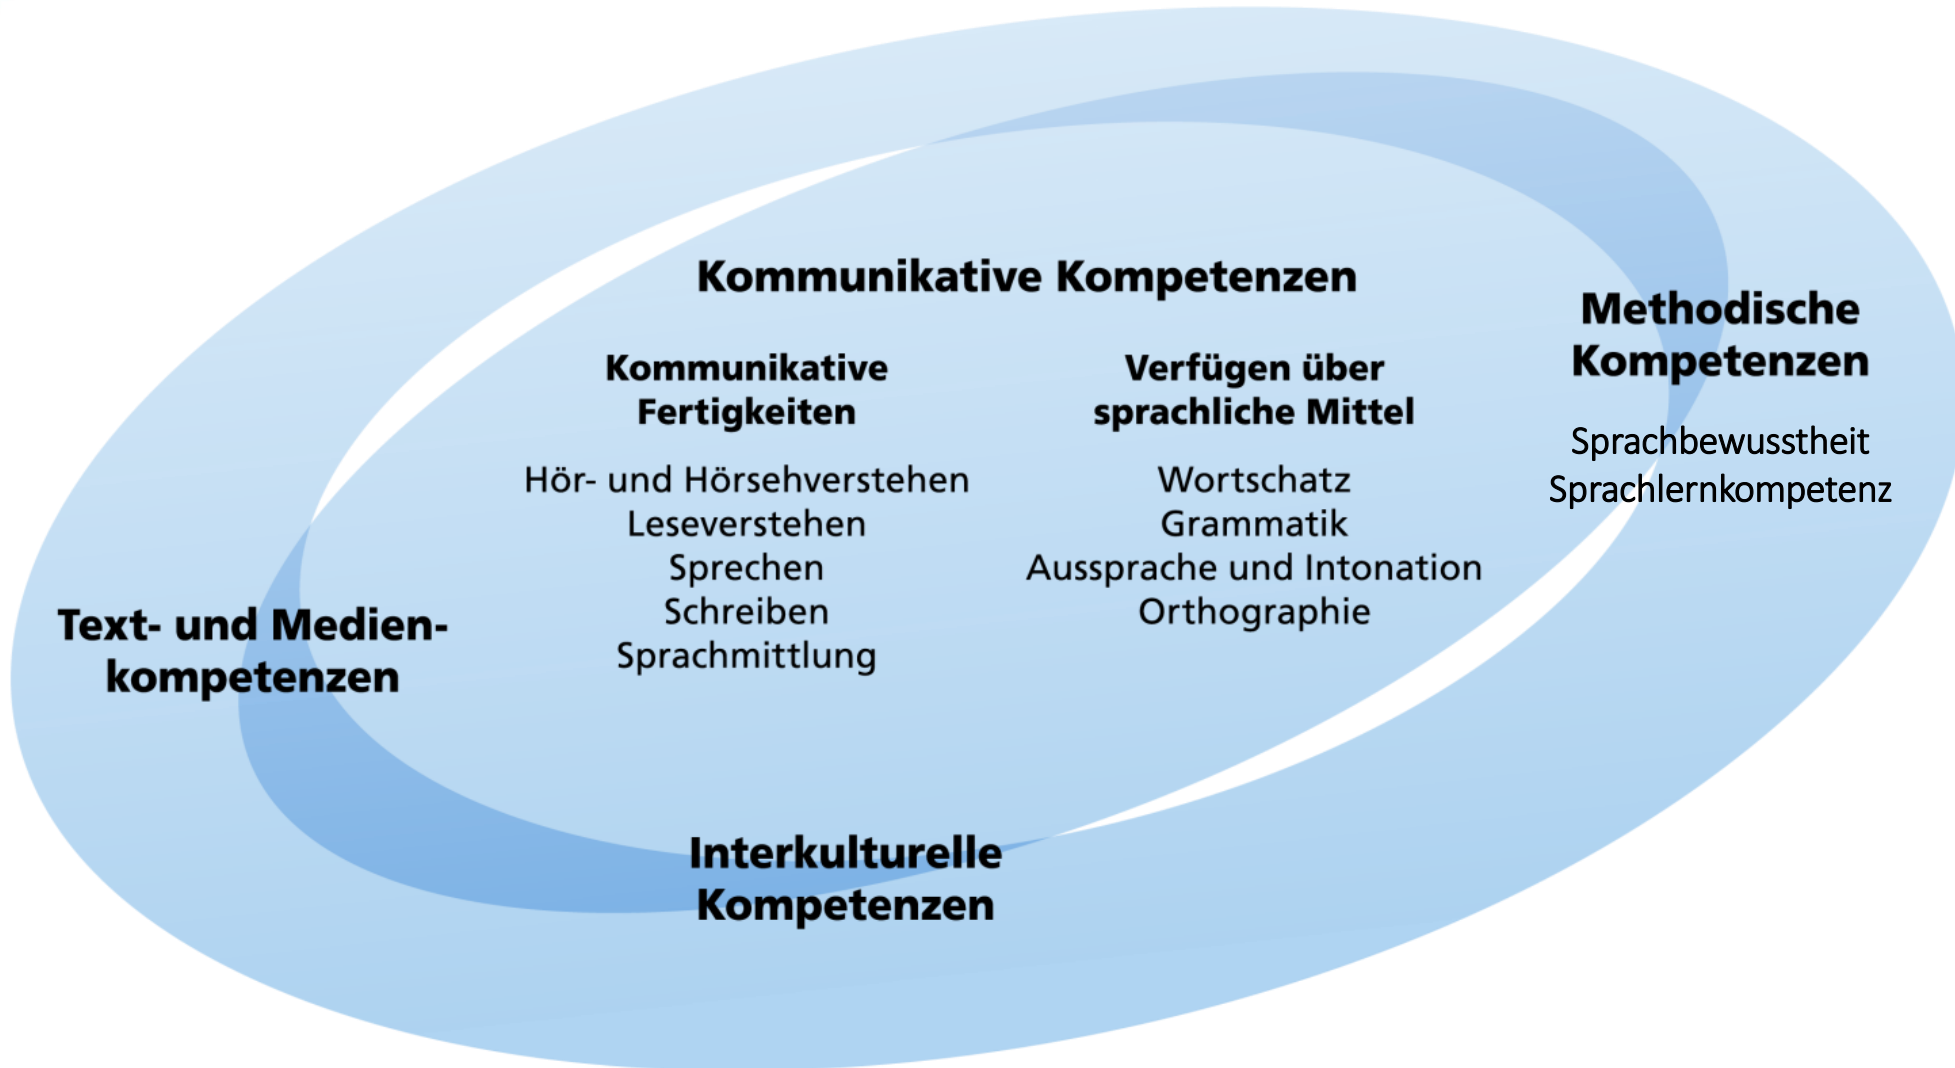 Kommunikative Kompetenzen
Kommunikative
Fertigkeiten
Hör- und Hörsehverstehen
Leseverstehen
Sprechen
Schreiben
Sprachmittlung
Verfügen über
sprachliche Mittel
Wortschatz
Grammatik
Aussprache und Intonation
Orthographie
Methodische
Kompetenzen
Sprachbewusstheit
Sprachlernkompetenz
Text- und Medien-
kompetenzen
Interkulturelle
Kompetenzen